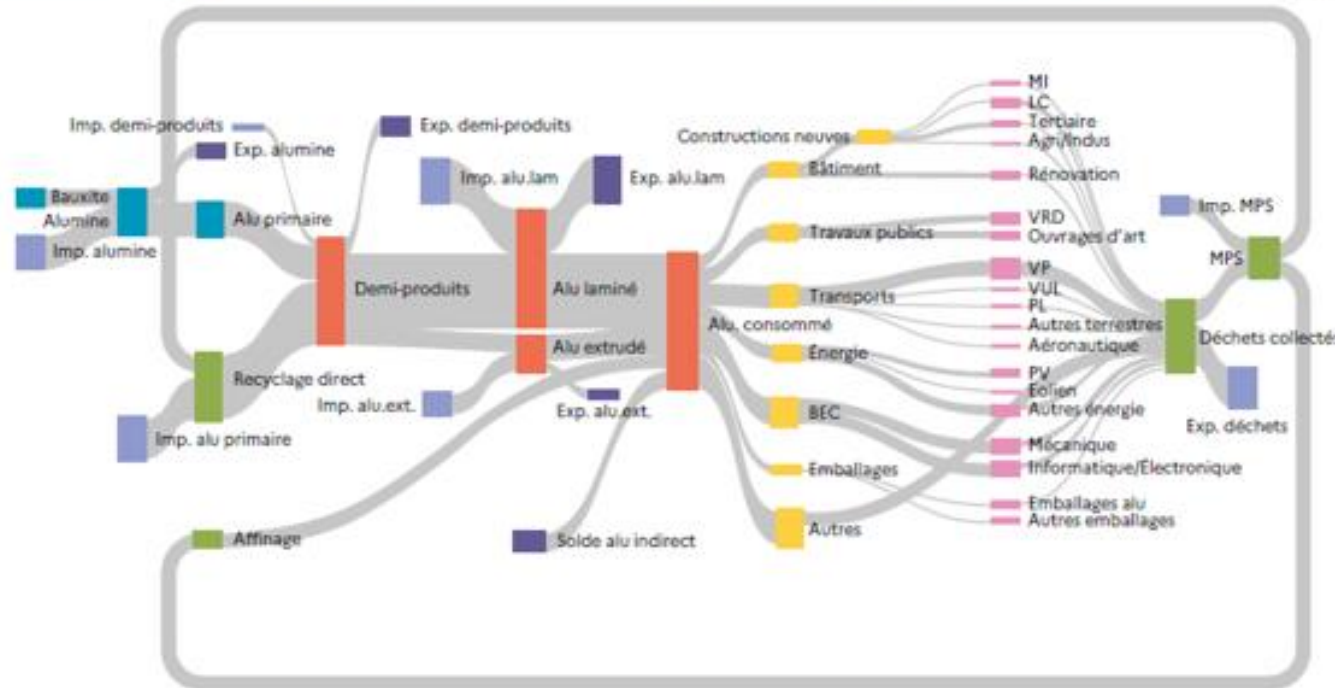 MI
LC
Tertiaire
Agri/Indus
Constructions neuves
Imp. demi-produits
Exp. demi-produits
Exp. alumine
Imp. alu.lam
Exp. alu.lam
Bâtiment
Rénovation
Bauxite
Alumine
Imp. alumine
Alu primaire
Imp. MPS
VRD
Travaux publics
Ouvrages d'art
MPS
VP
Demi-produits
Alu laminé
Transports
VUL
PL
Alu. consommé
Autres terrestres
Déchets collectés
Alu extrudé
Énergie
Aéronautique
Recyclage direct
PV
Eolien
Imp. alu.ext.
Exp. alu.ext.
BEC
Autres énergie
Exp. déchets
Imp. alu primaire
Mécanique
Emballages
Informatique/Électronique
Emballages alu
Autres emballages
Affinage
Solde alu indirect
Autres